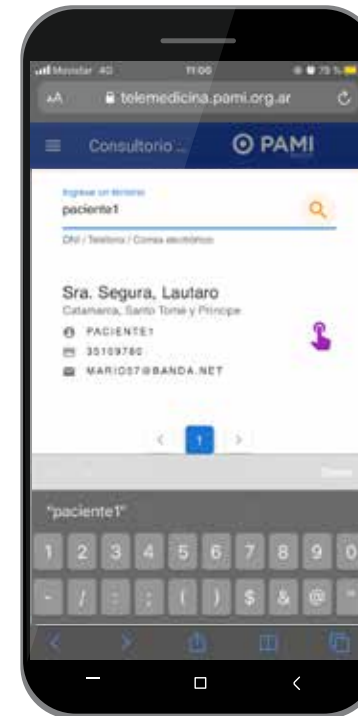 Movistar 4G 11:00 75 %
AA telemedicina.pami.org.ar
Consultorio ... PAMI
Ingrese un término
paciente1
DNI / Teléfono / Correo electrónico
Sra. Segura, Lautaro
Catamarca, Santo Tomé y Príncipe
PACIENTE1
35109780
MARIO57@BANDA.NET
< 1 >
"paciente1"
1 2 3 4 5 6 7 8 9 0
- / : ; ( ) $ & @ "